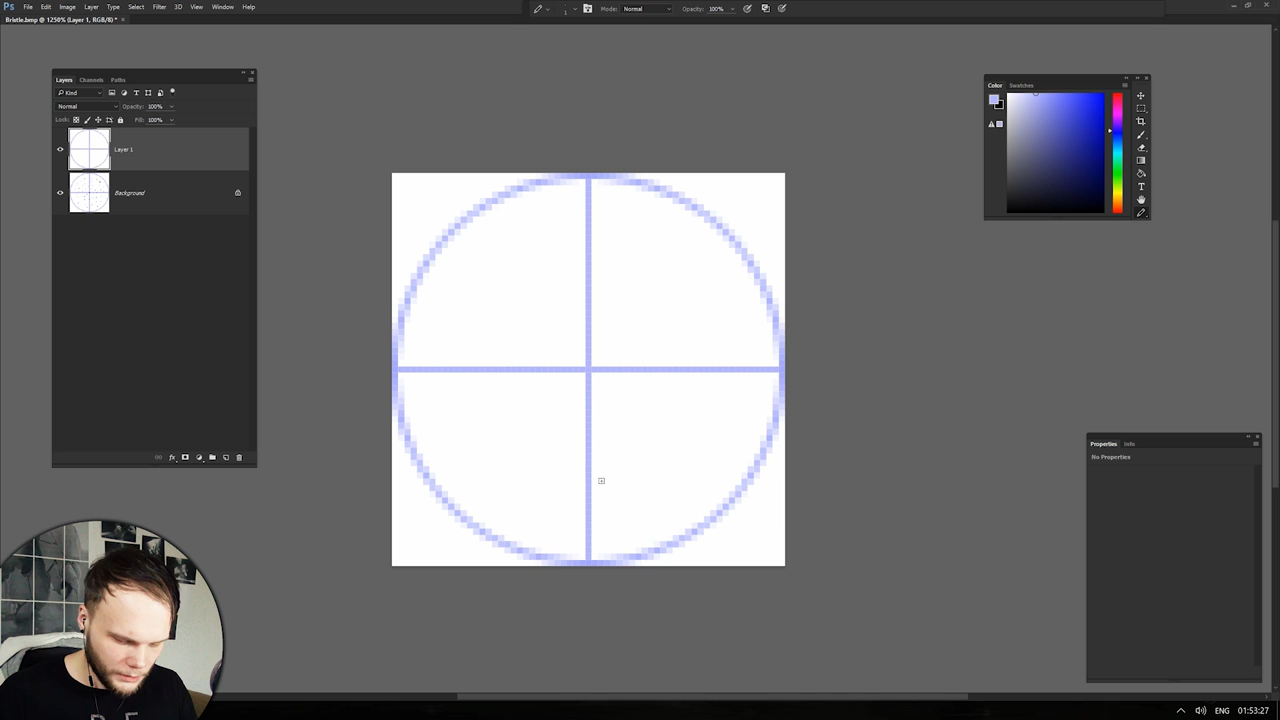 Ps File Edit Image Layer Type Select Filter 3D View Window Help
1 Mode: Normal Opacity: 100%
Bristle.bmp @ 1250% (Layer 1, RGB/8) *
Layers Channels Paths
Kind
Normal Opacity: 100%
Lock: Fill: 100%
Layer 1
Background
fx
Color Swatches
Properties Info
No Properties
ENG 01:53:27